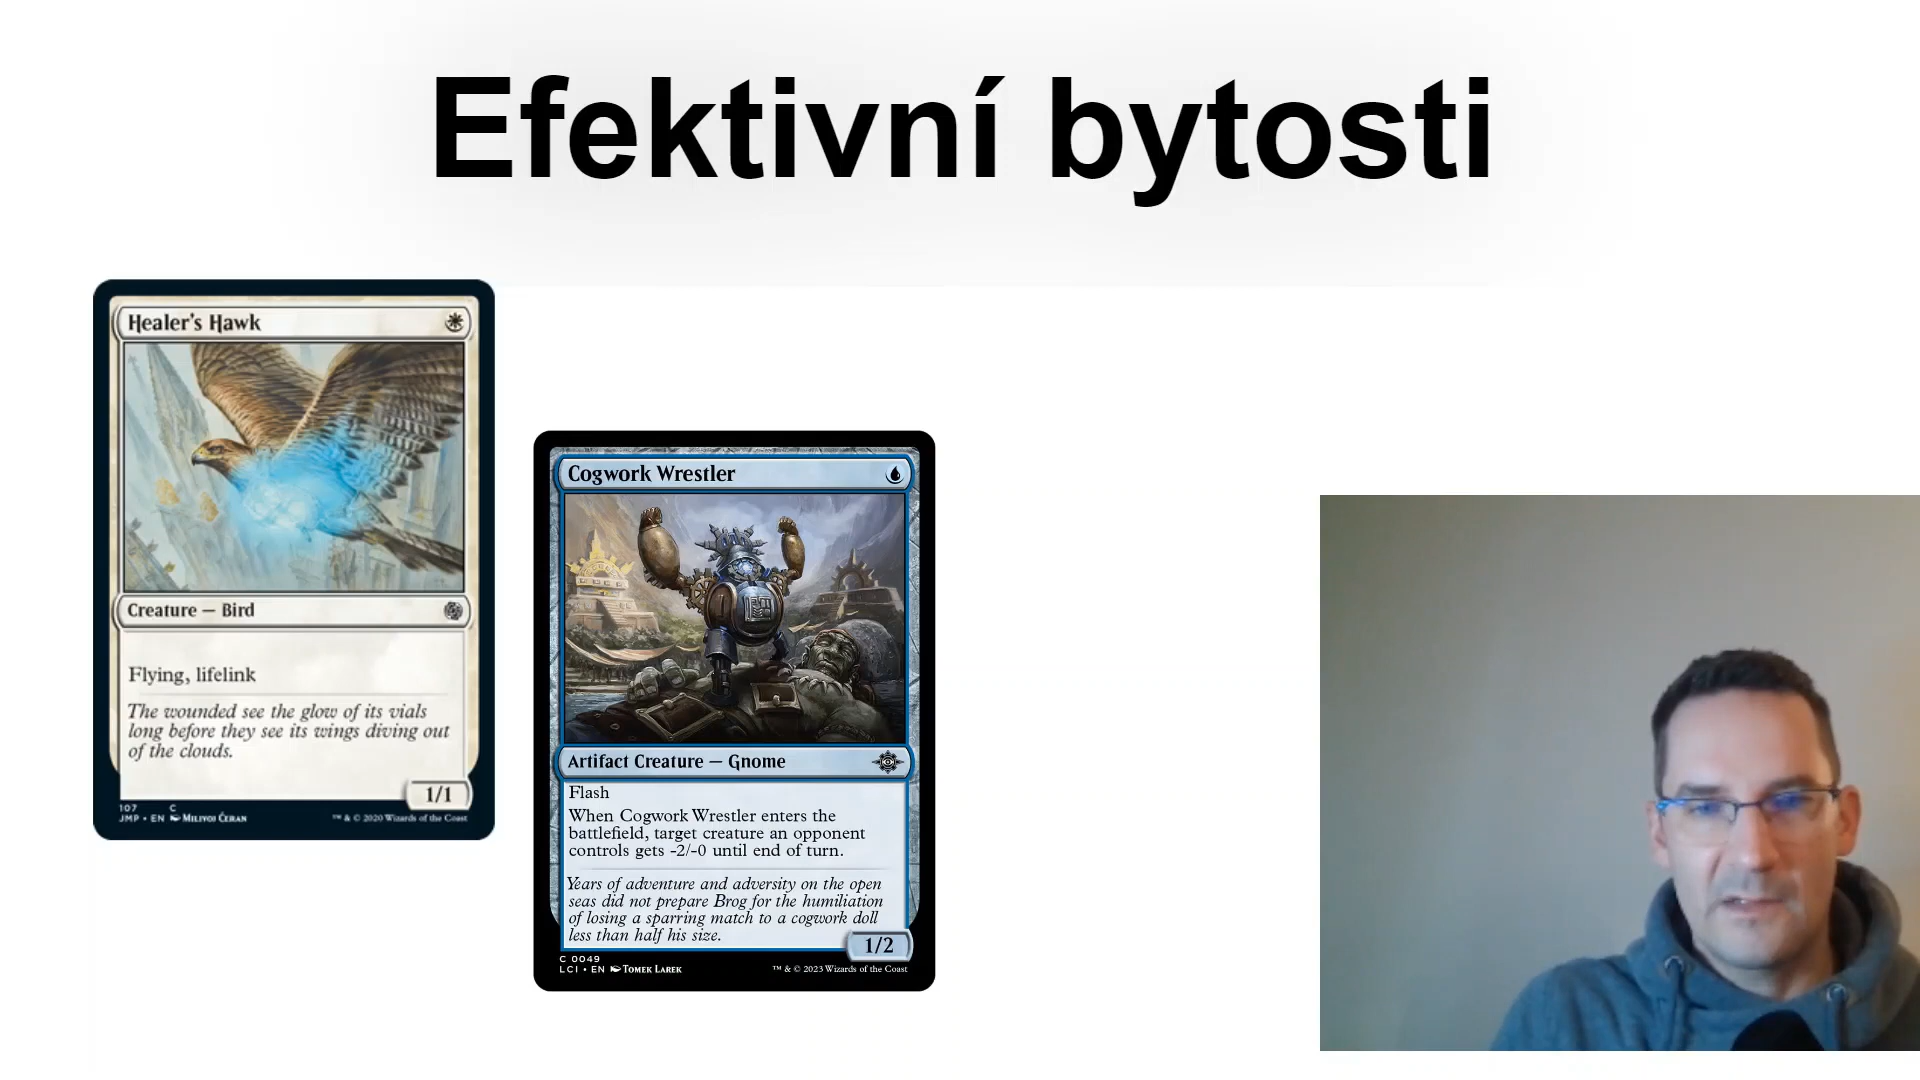 Efektivní bytosti
Healer's Hawk
Creature — Bird
Flying, lifelink
The wounded see the glow of its vials
long before they see its wings diving out
of the clouds.
1/1
107 C
JMP • EN Milivoj Ćeran
™ & © 2020 Wizards of the Coast
Cogwork Wrestler
Artifact Creature — Gnome
Flash
When Cogwork Wrestler enters the
battlefield, target creature an opponent
controls gets -2/-0 until end of turn.
Years of adventure and adversity on the open
seas did not prepare Brog for the humiliation
of losing a sparring match to a cogwork doll
less than half his size.
1/2
C 0049
LCI • EN Tomek Larek
™ & © 2023 Wizards of the Coast